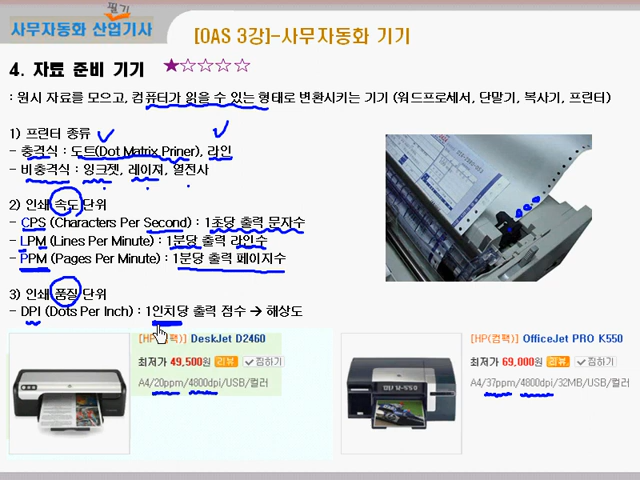 필기
사무자동화 산업기사
[OAS 3강]-사무자동화 기기
4. 자료 준비 기기 ★☆☆☆☆
: 원시 자료를 모으고, 컴퓨터가 읽을 수 있는 형태로 변환시키는 기기 (워드프로세서, 단말기, 복사기, 프린터)
1) 프린터 종류
- 충격식 : 도트(Dot Matrix Priner), 라인
- 비충격식 : 잉크젯, 레이져, 열전사
2) 인쇄 속도 단위
- CPS (Characters Per Second) : 1초당 출력 문자수
- LPM (Lines Per Minute) : 1분당 출력 라인수
- PPM (Pages Per Minute) : 1분당 출력 페이지수
3) 인쇄 품질 단위
- DPI (Dots Per Inch) : 1인치당 출력 점수 → 해상도
[HP(컴팩)] DeskJet D2460
최저가 49,500원 리뷰 ✓찜하기
A4/20ppm/4800dpi/USB/컬러
[HP(컴팩)] OfficeJet PRO K550
최저가 69,000원 리뷰 ✓찜하기
A4/37ppm/4800dpi/32MB/USB/컬러